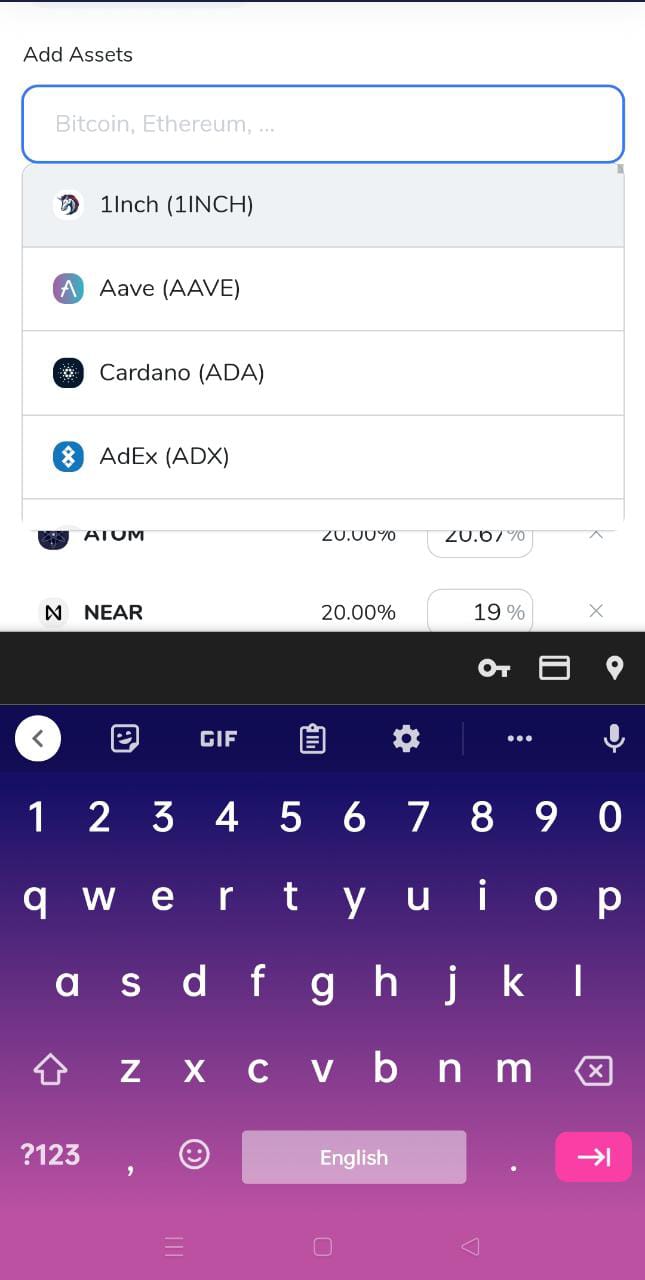 Add Assets
Bitcoin, Ethereum, ...
1Inch (1INCH)
Aave (AAVE)
Cardano (ADA)
AdEx (ADX)
ATOM 20.00% 20.67%
NEAR 20.00% 19 %
GIF
1 2 3 4 5 6 7 8 9 0
q w e r t y u i o p
a s d f g h j k l
z x c v b n m
?123 , English .